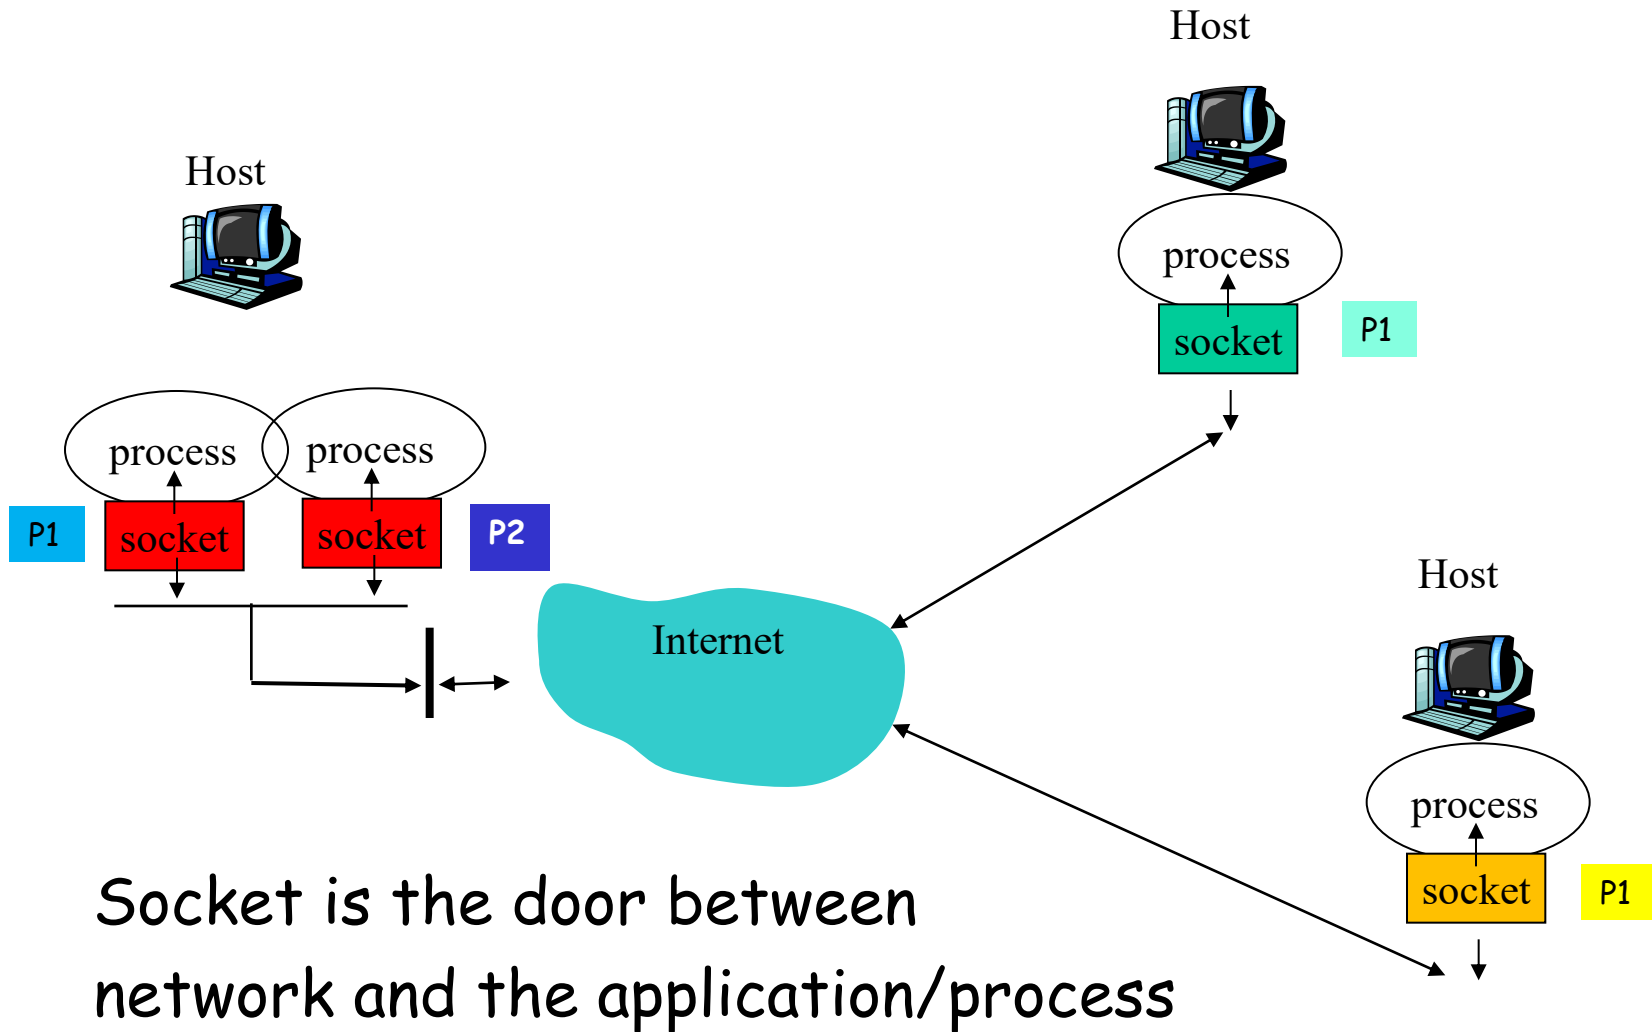 Host
Host
process
socket
P1
process
process
P1
socket
socket
P2
Internet
Host
process
socket
P1
Socket is the door between
network and the application/process